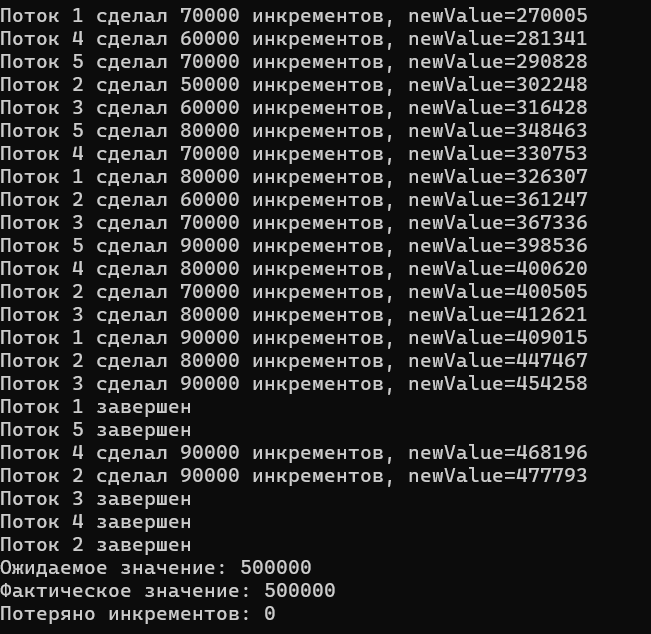 Поток 1 сделал 70000 инкрементов, newValue=270005
Поток 4 сделал 60000 инкрементов, newValue=281341
Поток 5 сделал 70000 инкрементов, newValue=290828
Поток 2 сделал 50000 инкрементов, newValue=302248
Поток 3 сделал 60000 инкрементов, newValue=316428
Поток 5 сделал 80000 инкрементов, newValue=348463
Поток 4 сделал 70000 инкрементов, newValue=330753
Поток 1 сделал 80000 инкрементов, newValue=326307
Поток 2 сделал 60000 инкрементов, newValue=361247
Поток 3 сделал 70000 инкрементов, newValue=367336
Поток 5 сделал 90000 инкрементов, newValue=398536
Поток 4 сделал 80000 инкрементов, newValue=400620
Поток 2 сделал 70000 инкрементов, newValue=400505
Поток 3 сделал 80000 инкрементов, newValue=412621
Поток 1 сделал 90000 инкрементов, newValue=409015
Поток 2 сделал 80000 инкрементов, newValue=447467
Поток 3 сделал 90000 инкрементов, newValue=454258
Поток 1 завершен
Поток 5 завершен
Поток 4 сделал 90000 инкрементов, newValue=468196
Поток 2 сделал 90000 инкрементов, newValue=477793
Поток 3 завершен
Поток 4 завершен
Поток 2 завершен
Ожидаемое значение: 500000
Фактическое значение: 500000
Потеряно инкрементов: 0